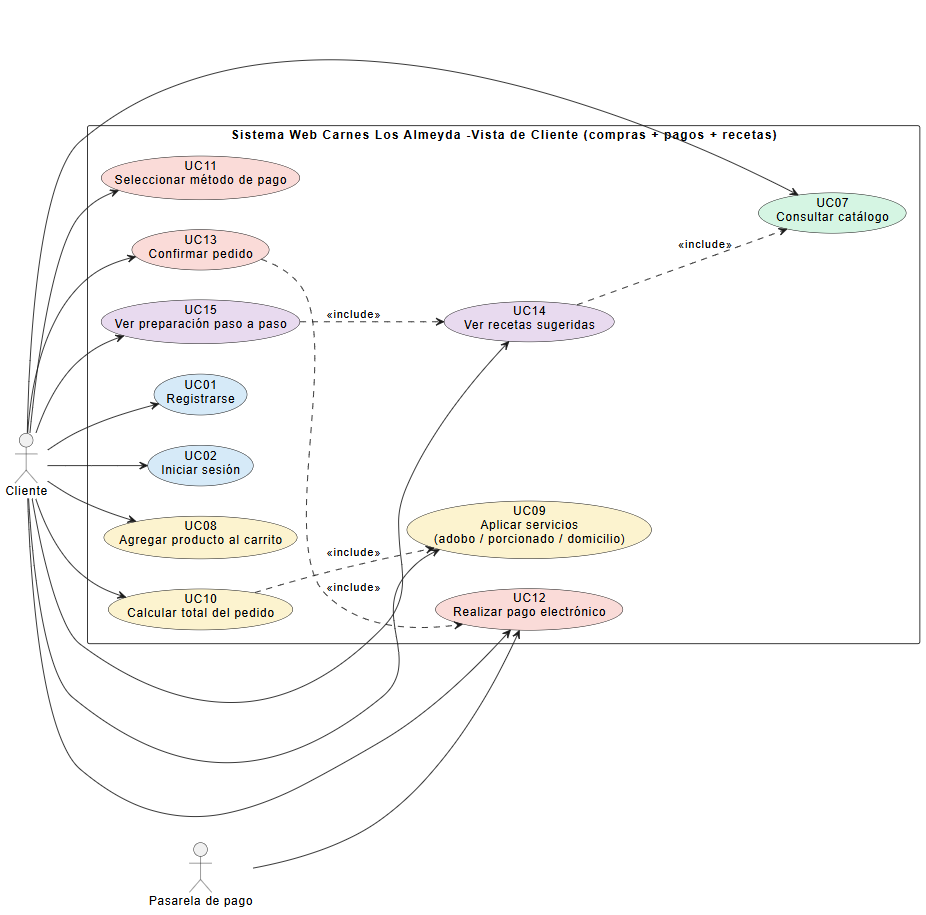 Sistema Web Carnes Los Almeyda -Vista de Cliente (compras + pagos + recetas)
UC11
Seleccionar método de pago
UC07
Consultar catálogo
UC13
Confirmar pedido
«include»
UC15
Ver preparación paso a paso
«include»
UC14
Ver recetas sugeridas
UC01
Registrarse
UC02
Iniciar sesión
Cliente
UC08
Agregar producto al carrito
UC09
Aplicar servicios
(adobo / porcionado / domicilio)
«include»
«include»
UC10
Calcular total del pedido
UC12
Realizar pago electrónico
Pasarela de pago